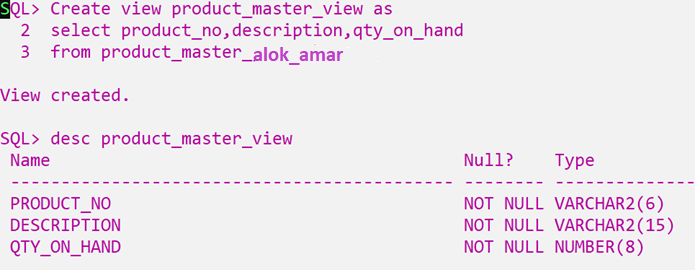 SQL> Create view product_master_view as
2 select product_no,description,qty_on_hand
3 from product_master_alok_amar
View created.
SQL> desc product_master_view
Name Null? Type
----------------------------------------- -------- --------------
PRODUCT_NO NOT NULL VARCHAR2(6)
DESCRIPTION NOT NULL VARCHAR2(15)
QTY_ON_HAND NOT NULL NUMBER(8)